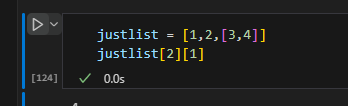 justlist = [1,2,[3,4]]
justlist[2][1]
[124]
0.0s